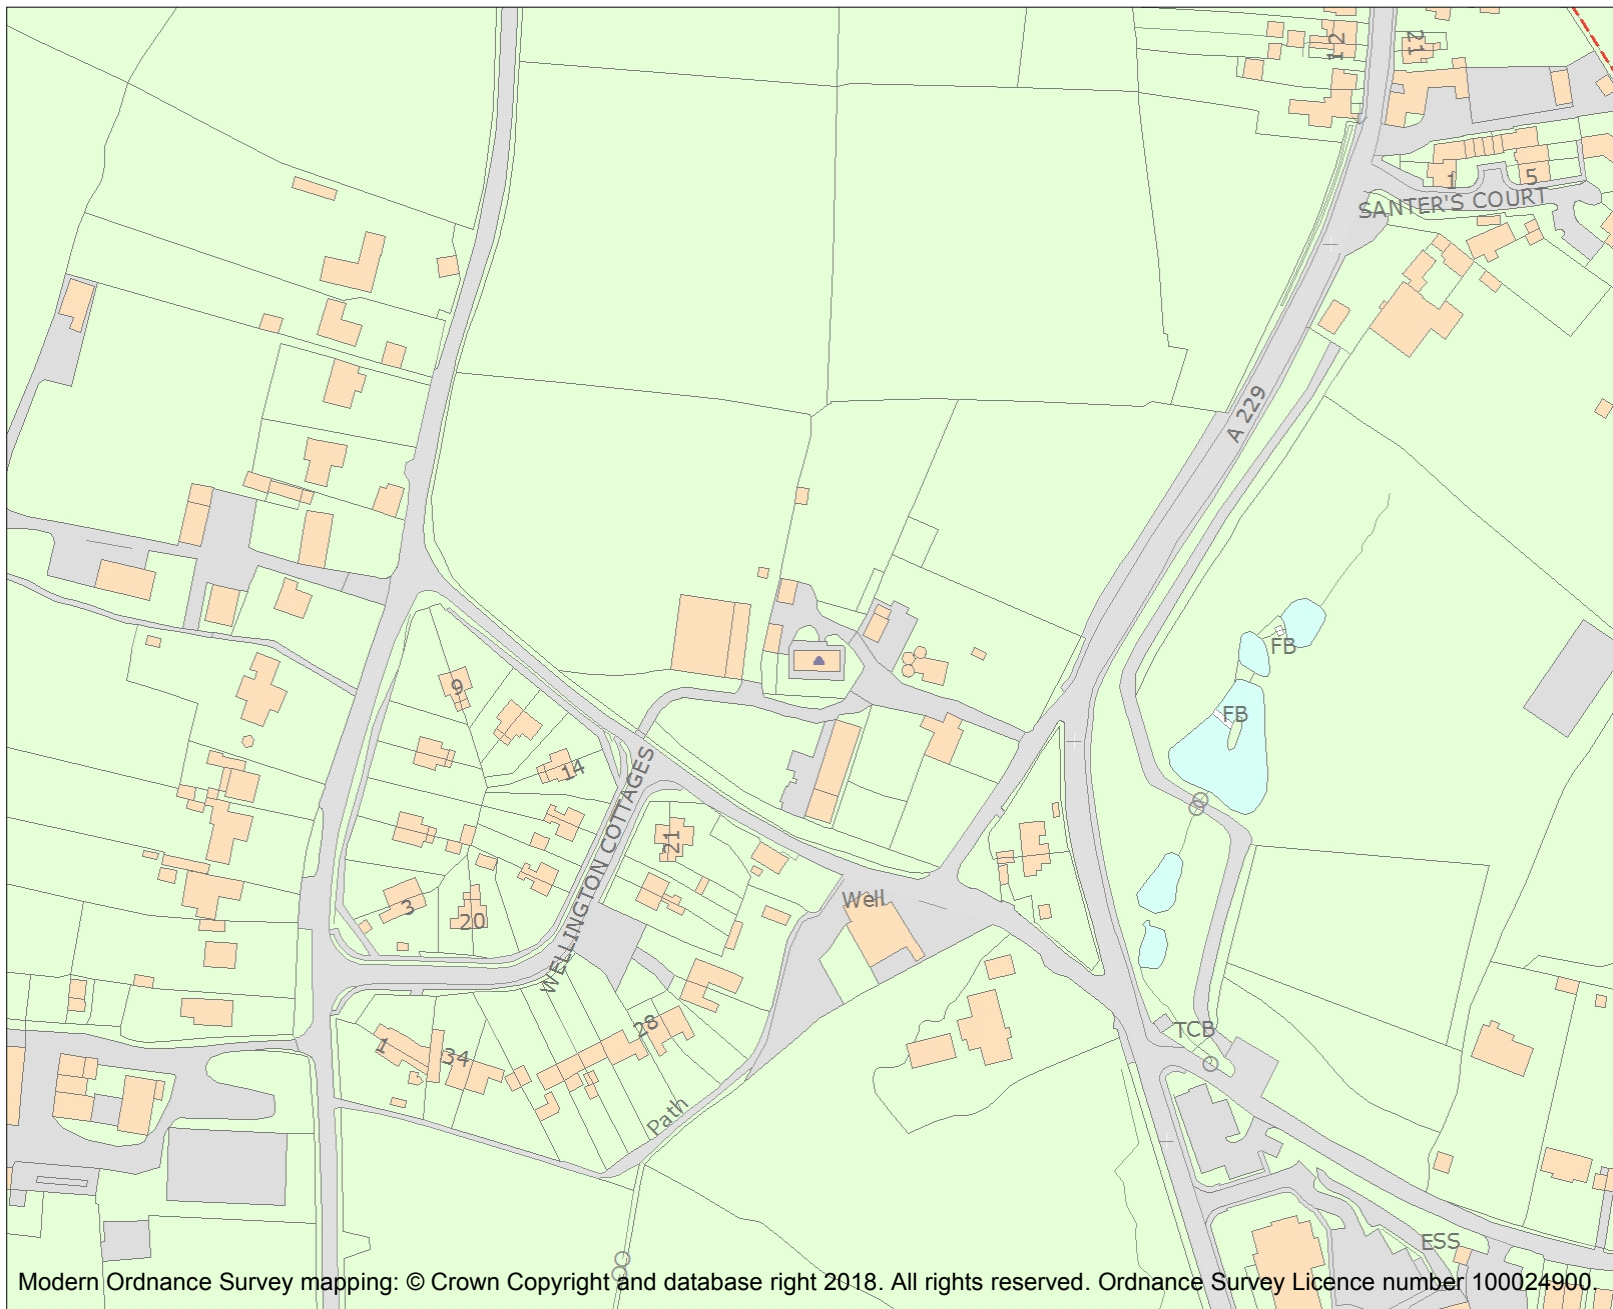 12
21
1
5
SANTER'S COURT
A 229
FB
FB
9
14
WELLINGTON COTTAGES
21
Well
3
20
28
TCB
1
34
Path
ESS
Modern Ordnance Survey mapping: © Crown Copyright and database right 2018. All rights reserved. Ordnance Survey Licence number 100024900.